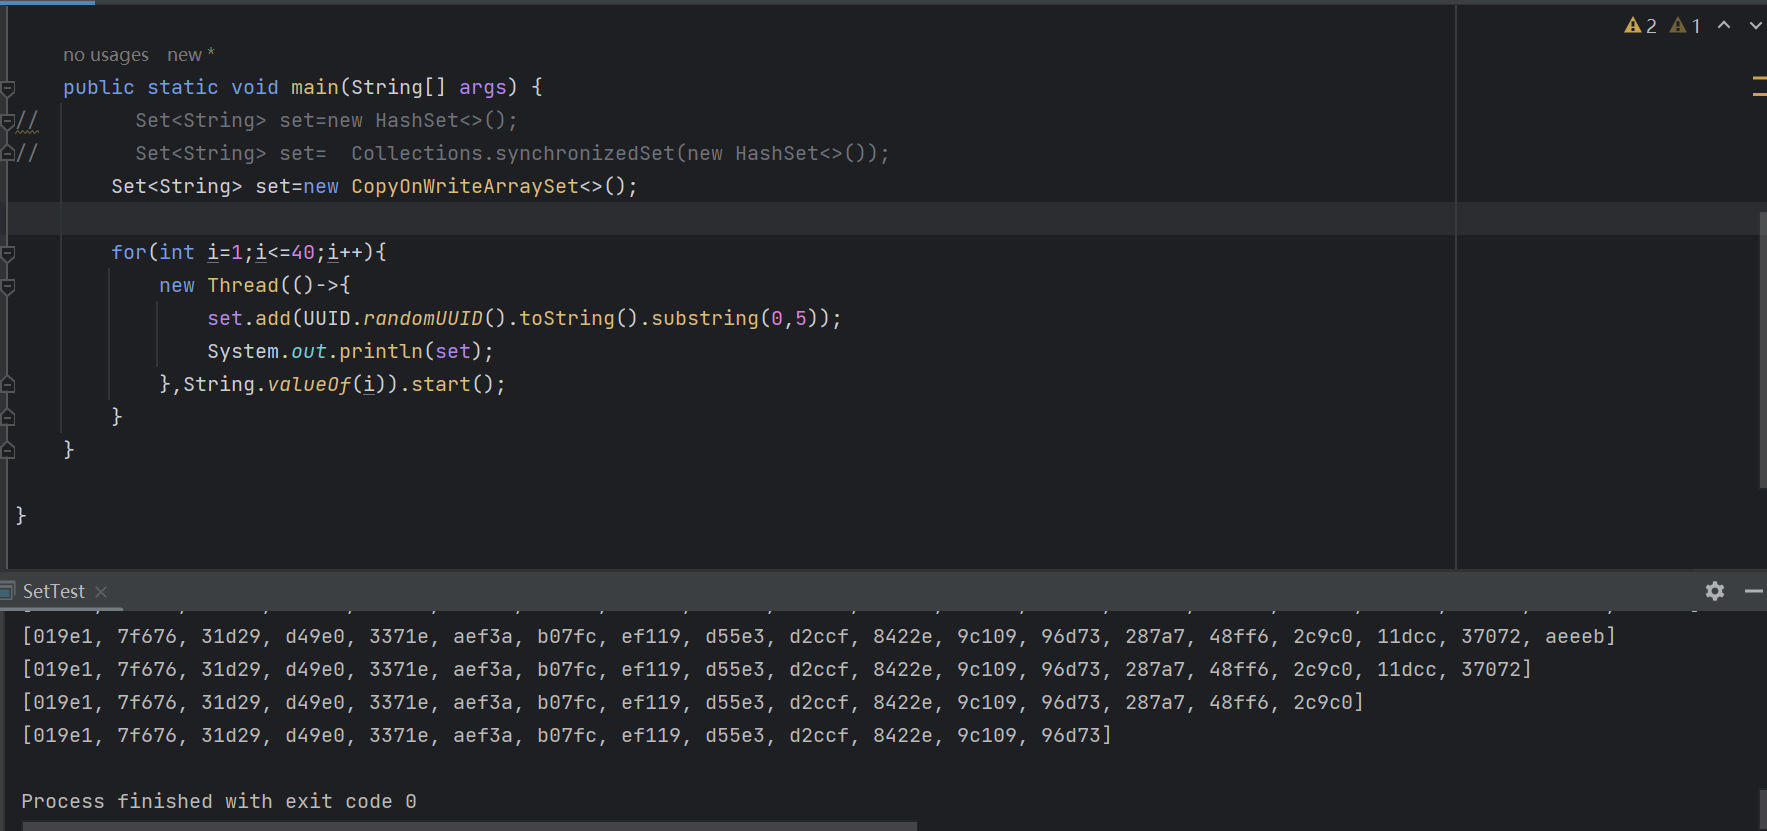 2 1
no usages new *
public static void main(String[] args) {
// Set<String> set=new HashSet<>();
// Set<String> set= Collections.synchronizedSet(new HashSet<>());
Set<String> set=new CopyOnWriteArraySet<>();
for(int i=1;i<=40;i++){
new Thread(()->{
set.add(UUID.randomUUID().toString().substring(0,5));
System.out.println(set);
},String.valueOf(i)).start();
}
}
}
SetTest
[019e1, 7f676, 31d29, d49e0, 3371e, aef3a, b07fc, ef119, d55e3, d2ccf, 8422e, 9c109, 96d73, 287a7, 48ff6, 2c9c0, 11dcc, 37072, aeeeb]
[019e1, 7f676, 31d29, d49e0, 3371e, aef3a, b07fc, ef119, d55e3, d2ccf, 8422e, 9c109, 96d73, 287a7, 48ff6, 2c9c0, 11dcc, 37072]
[019e1, 7f676, 31d29, d49e0, 3371e, aef3a, b07fc, ef119, d55e3, d2ccf, 8422e, 9c109, 96d73, 287a7, 48ff6, 2c9c0]
[019e1, 7f676, 31d29, d49e0, 3371e, aef3a, b07fc, ef119, d55e3, d2ccf, 8422e, 9c109, 96d73]
Process finished with exit code 0